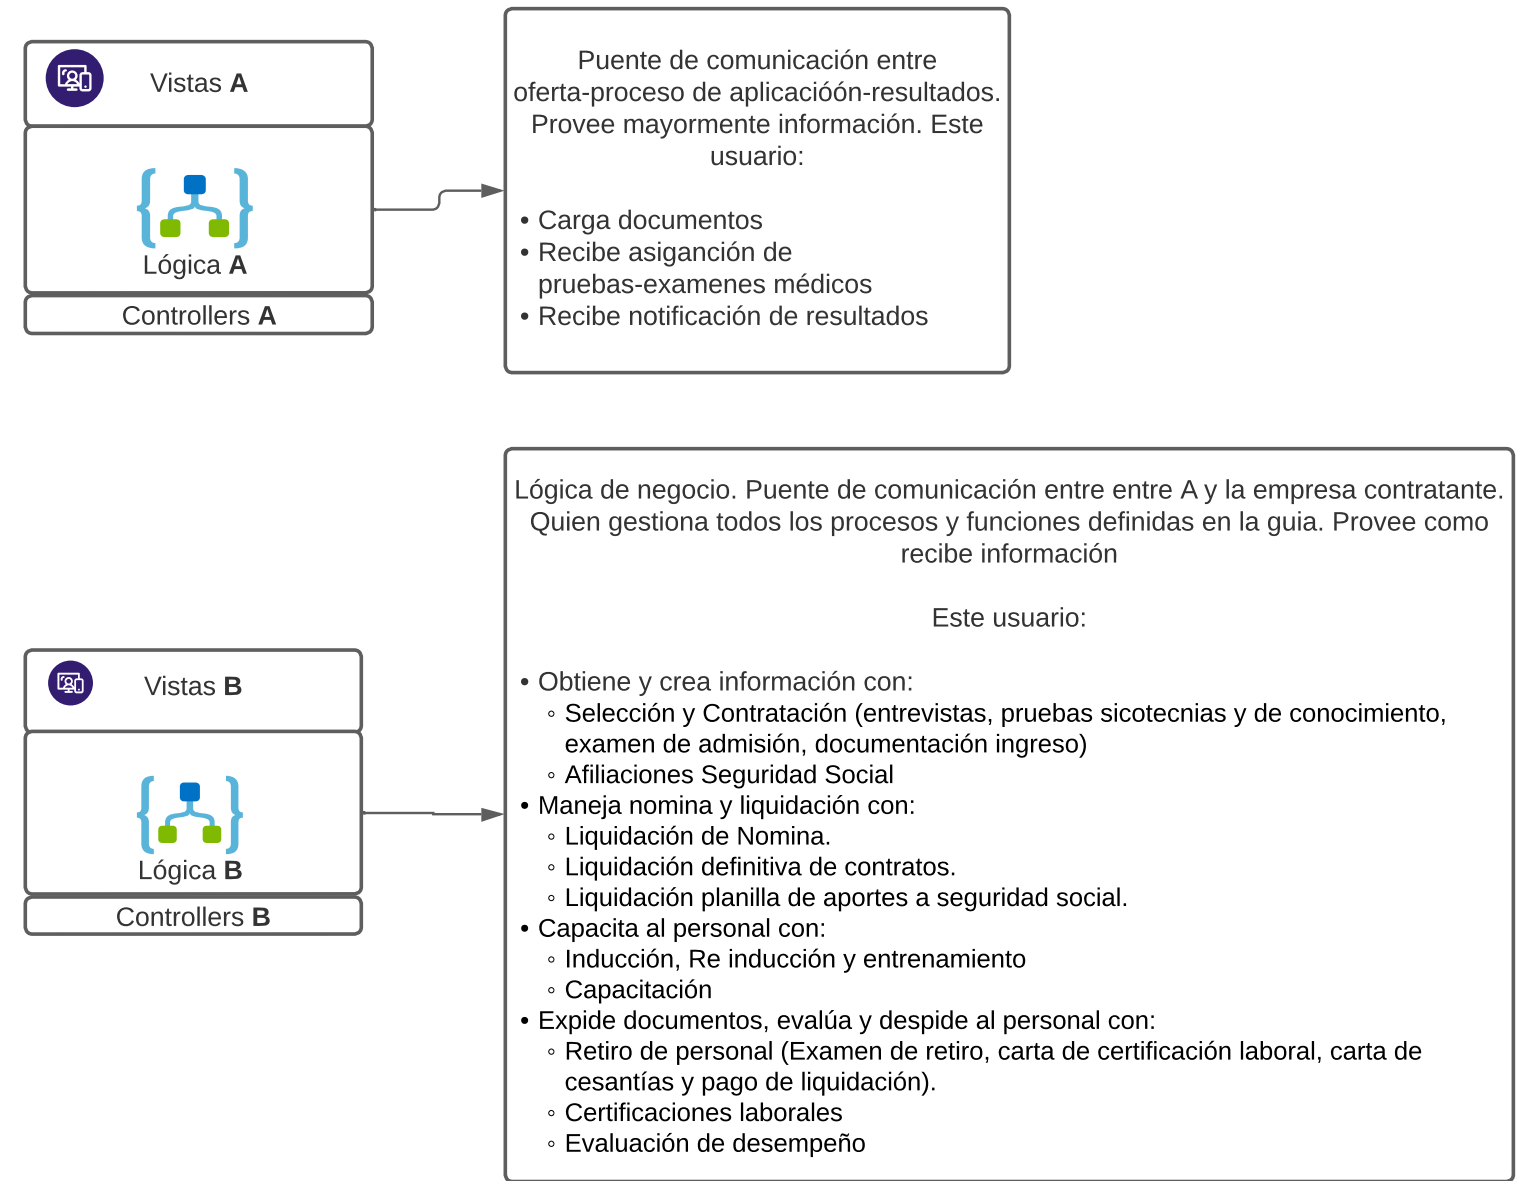 Vistas A
Lógica A
Controllers A
Puente de comunicación entre
oferta-proceso de aplicacióón-resultados.
Provee mayormente información. Este
usuario:
• Carga documentos
• Recibe asiganción de
pruebas-examenes médicos
• Recibe notificación de resultados
Vistas B
Lógica B
Controllers B
Lógica de negocio. Puente de comunicación entre entre A y la empresa contratante.
Quien gestiona todos los procesos y funciones definidas en la guia. Provee como
recibe información
Este usuario:
• Obtiene y crea información con:
◦ Selección y Contratación (entrevistas, pruebas sicotecnias y de conocimiento,
examen de admisión, documentación ingreso)
◦ Afiliaciones Seguridad Social
• Maneja nomina y liquidación con:
◦ Liquidación de Nomina.
◦ Liquidación definitiva de contratos.
◦ Liquidación planilla de aportes a seguridad social.
• Capacita al personal con:
◦ Inducción, Re inducción y entrenamiento
◦ Capacitación
• Expide documentos, evalúa y despide al personal con:
◦ Retiro de personal (Examen de retiro, carta de certificación laboral, carta de
cesantías y pago de liquidación).
◦ Certificaciones laborales
◦ Evaluación de desempeño